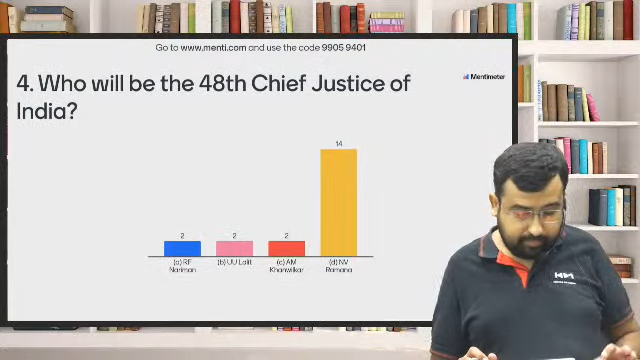 Go to www.menti.com and use the code 9905 9401
4. Who will be the 48th Chief Justice of
India?
Mentimeter
14
2
2
2
(a) RF
Nariman
(b) UU Lalit
(c) AM
Khanwilkar
(d) NV
Ramana